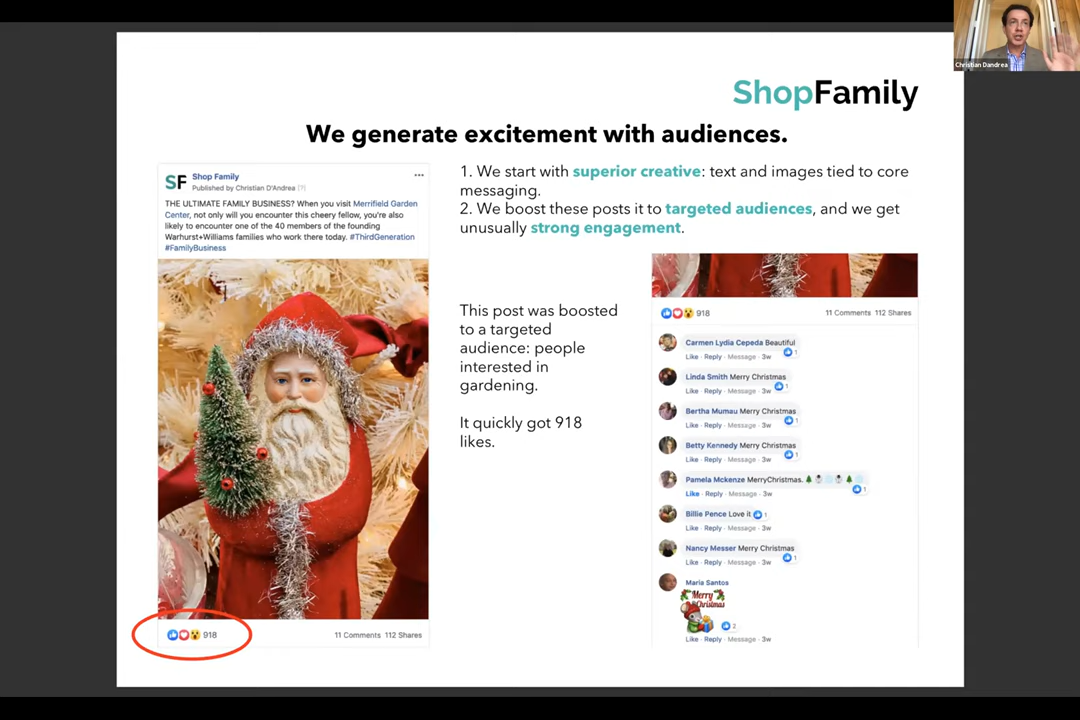 Christian Dandrea
ShopFamily
We generate excitement with audiences.
SF
Shop Family
Published by Christian D'Andrea [?]
THE ULTIMATE FAMILY BUSINESS? When you visit Merrifield Garden
Center, not only will you encounter this cheery fellow, you're also
likely to encounter one of the 40 members of the founding
Warhurst+Williams families who work there today. #ThirdGeneration
#FamilyBusiness
918
11 Comments 112 Shares
1. We start with superior creative: text and images tied to core
messaging.
2. We boost these posts it to targeted audiences, and we get
unusually strong engagement.
This post was boosted
to a targeted
audience: people
interested in
gardening.
It quickly got 918
likes.
918
11 Comments 112 Shares
Carmen Lydia Cepeda Beautiful
1
Like · Reply · Message · 3w
Linda Smith Merry Christmas
1
Like · Reply · Message · 3w
Bertha Mumau Merry Christmas
1
Like · Reply · Message · 3w
Betty Kennedy Merry Christmas
1
Like · Reply · Message · 3w
Pamela Mckenze MerryChristmas.
1
Like · Reply · Message · 3w
Billie Pence Love it 1
Like · Reply · Message · 3w
Nancy Messer Merry Christmas
1
Like · Reply · Message · 3w
Maria Santos
Merry
Christmas
2
Like · Reply · Message · 3w